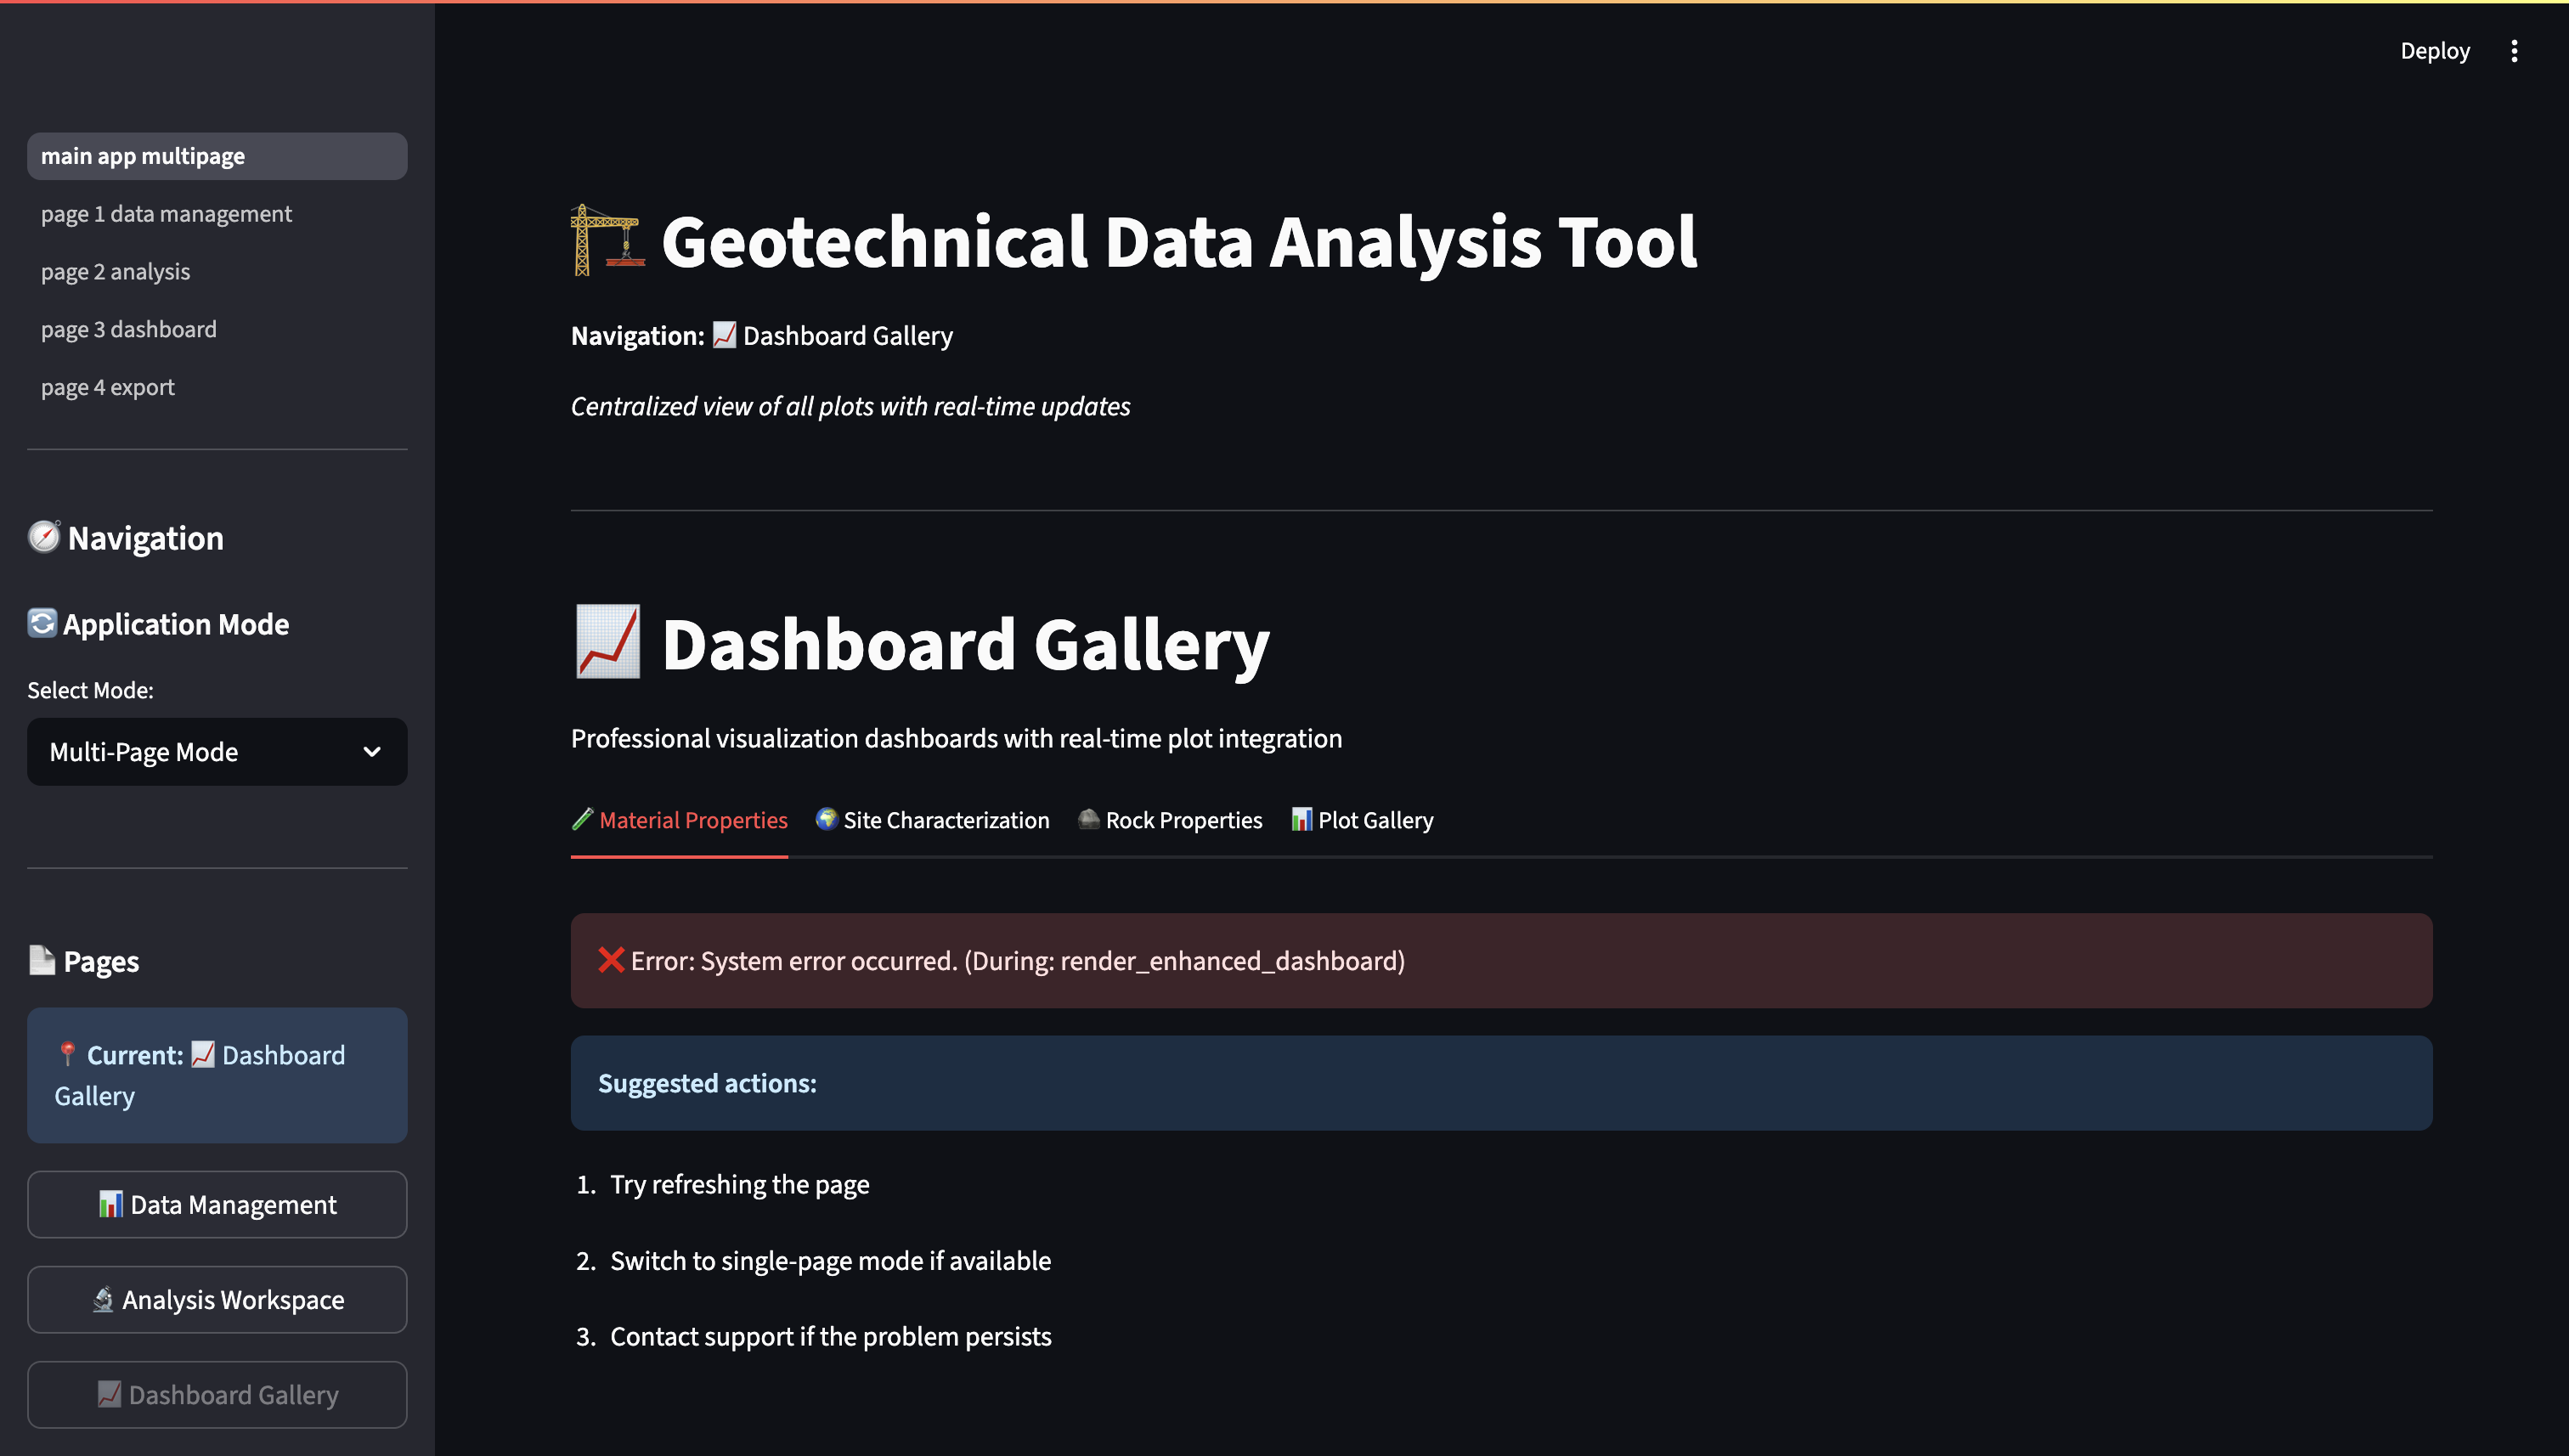 Deploy
main app multipage
page 1 data management
page 2 analysis
page 3 dashboard
page 4 export
Navigation
Application Mode
Select Mode:
Multi-Page Mode
Pages
Current: Dashboard
Gallery
Data Management
Analysis Workspace
Dashboard Gallery
Geotechnical Data Analysis Tool
Navigation: Dashboard Gallery
Centralized view of all plots with real-time updates
Dashboard Gallery
Professional visualization dashboards with real-time plot integration
Material Properties Site Characterization Rock Properties Plot Gallery
Error: System error occurred. (During: render_enhanced_dashboard)
Suggested actions:
1. Try refreshing the page
2. Switch to single-page mode if available
3. Contact support if the problem persists